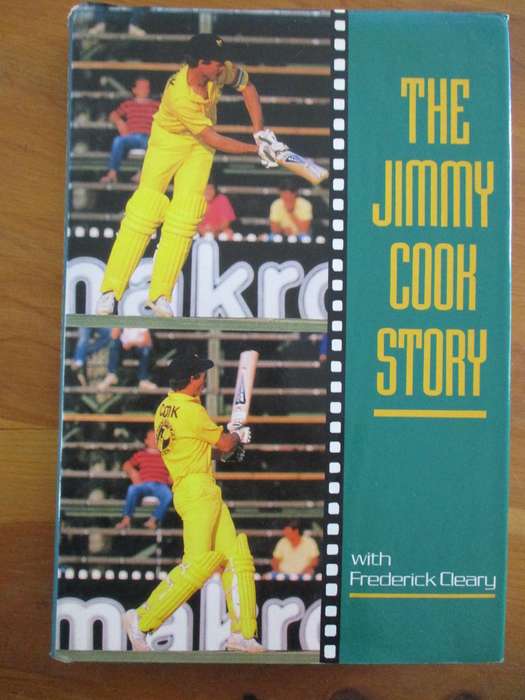 THE
JIMMY
COOK
STORY
with
Frederick Cleary
makro
COOK
makro